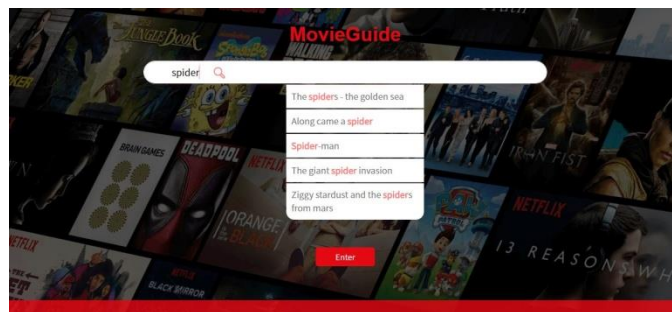 MovieGuide
JUNGLE BOOK
WALKING
spider
The spiders - the golden sea
Along came a spider
Spider-man
The giant spider invasion
Ziggy stardust and the spiders
from mars
BRAIN GAMES
DEADPOOL
NETFLIX
IRON FIST
ORANGE
BLACK
NETFLIX
NETFLIX
13 REASONS WH
Enter
NETFLIX
BLACK MIRROR